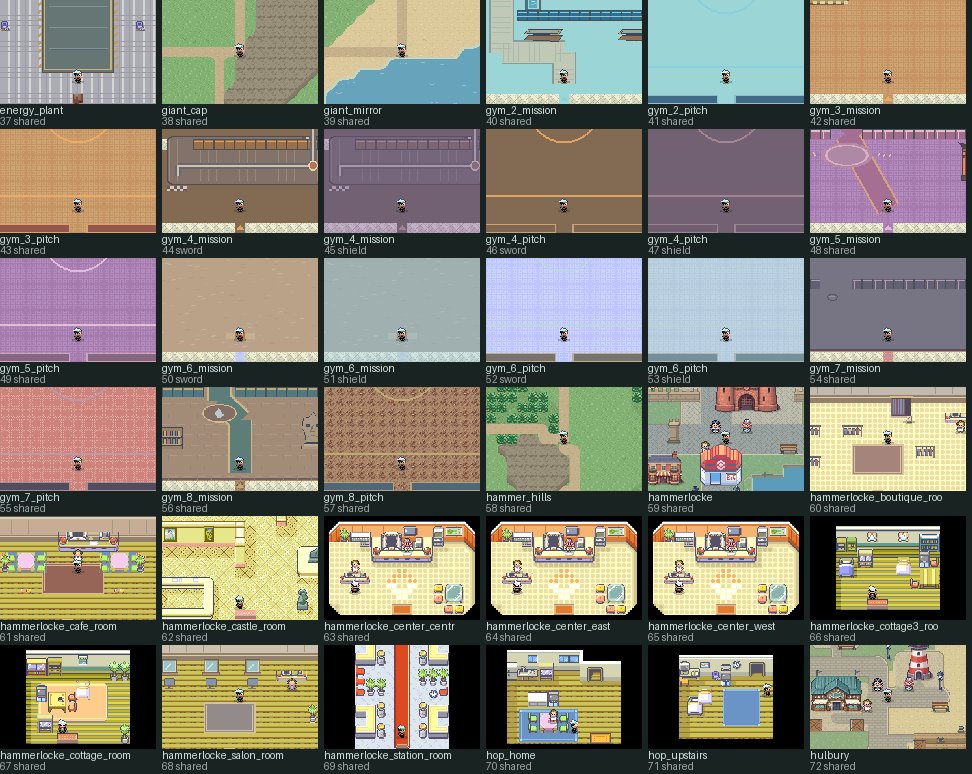 energy_plant
37 shared
giant_cap
38 shared
giant_mirror
39 shared
gym_2_mission
40 shared
gym_2_pitch
41 shared
gym_3_mission
42 shared
gym_3_pitch
43 shared
gym_4_mission
44 sword
gym_4_mission
45 shield
gym_4_pitch
46 sword
gym_4_pitch
47 shield
gym_5_mission
48 shared
gym_5_pitch
49 shared
gym_6_mission
50 sword
gym_6_mission
51 shield
gym_6_pitch
52 sword
gym_6_pitch
53 shield
gym_7_mission
54 shared
gym_7_pitch
55 shared
gym_8_mission
56 shared
gym_8_pitch
57 shared
hammer_hills
58 shared
hammerlocke
59 shared
hammerlocke_boutique_roo
60 shared
hammerlocke_cafe_room
61 shared
hammerlocke_castle_room
62 shared
hammerlocke_center_centr
63 shared
hammerlocke_center_east
64 shared
hammerlocke_center_west
65 shared
hammerlocke_cottage3_roo
66 shared
hammerlocke_cottage_room
67 shared
hammerlocke_salon_room
68 shared
hammerlocke_station_room
69 shared
hop_home
70 shared
hop_upstairs
71 shared
hulbury
72 shared